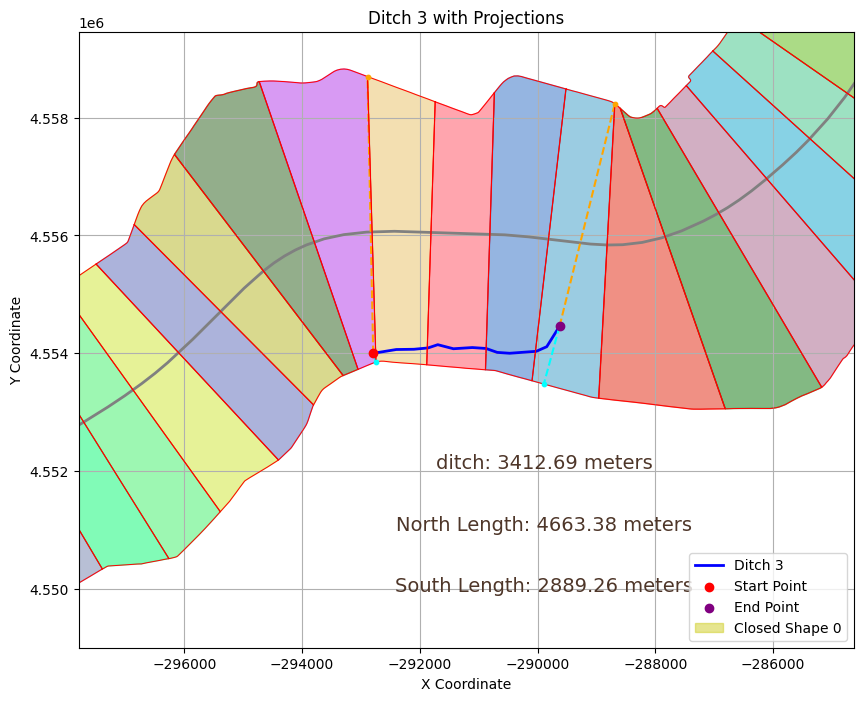 Ditch 3 with Projections
1e6
4.558
4.556
4.554
4.552
4.550
Y Coordinate
ditch: 3412.69 meters
North Length: 4663.38 meters
South Length: 2889.26 meters
Ditch 3
Start Point
End Point
Closed Shape 0
−296000 −294000 −292000 −290000 −288000 −286000
X Coordinate